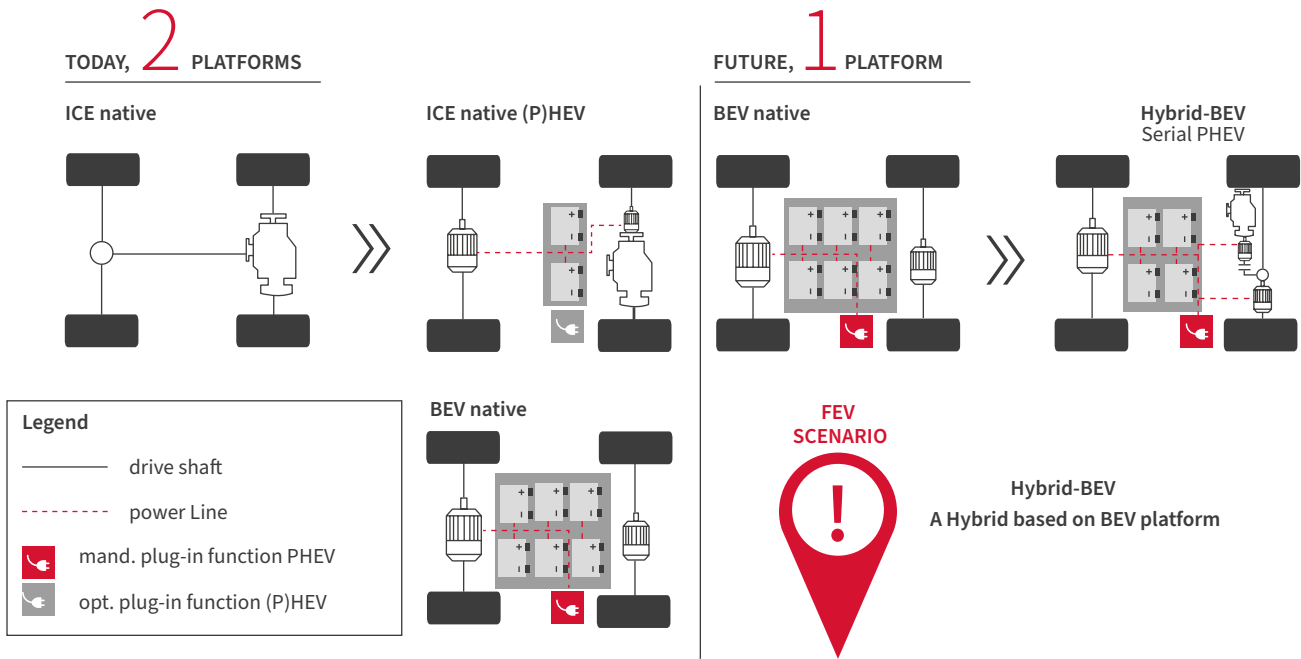 TODAY, 2 PLATFORMS
ICE native
ICE native (P)HEV
BEV native
Legend
drive shaft
power Line
mand. plug-in function PHEV
opt. plug-in function (P)HEV
FUTURE, 1 PLATFORM
BEV native
Hybrid-BEV
Serial PHEV
FEV
SCENARIO
!
Hybrid-BEV
A Hybrid based on BEV platform